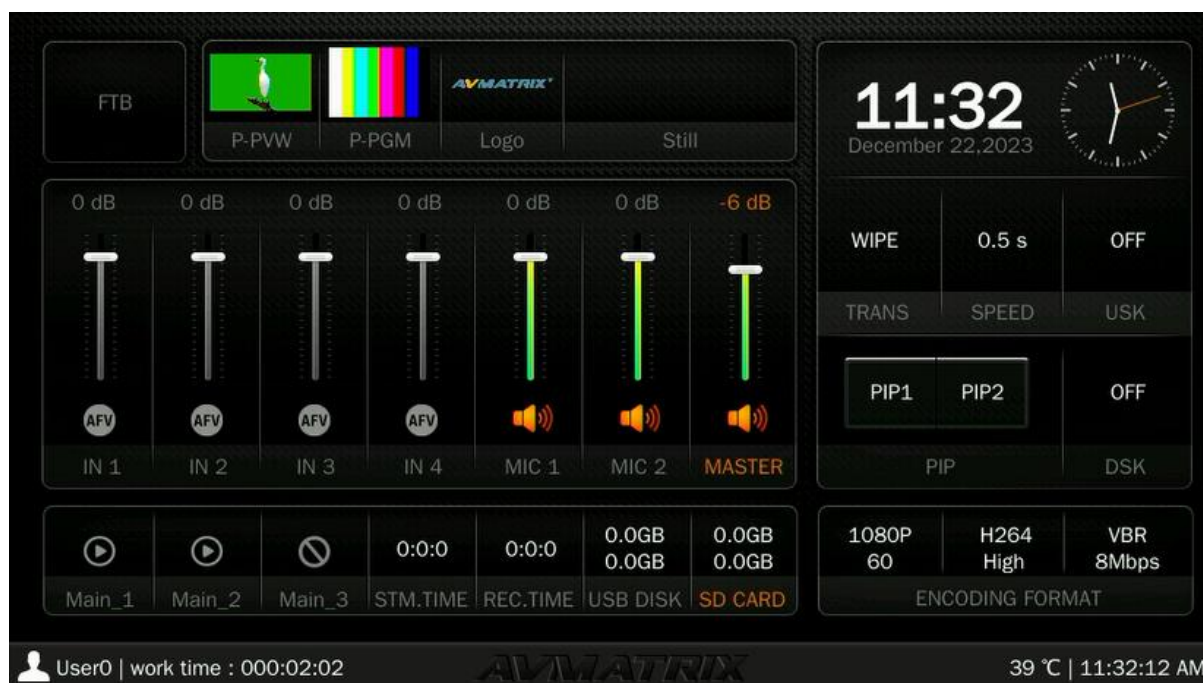 FTB
AVMATRIX
P-PVW P-PGM Logo Still
11:32
December 22,2023
0 dB 0 dB 0 dB 0 dB 0 dB 0 dB -6 dB
AFV AFV AFV AFV
IN 1 IN 2 IN 3 IN 4 MIC 1 MIC 2 MASTER
WIPE 0.5 s OFF
TRANS SPEED USK
PIP1 PIP2 OFF
PIP DSK
0:0:0 0:0:0 0.0GB 0.0GB
0.0GB 0.0GB
Main_1 Main_2 Main_3 STM.TIME REC.TIME USB DISK SD CARD
1080P H264 VBR
60 High 8Mbps
ENCODING FORMAT
User0 | work time : 000:02:02
AVMATRIX
39 ℃ | 11:32:12 AM